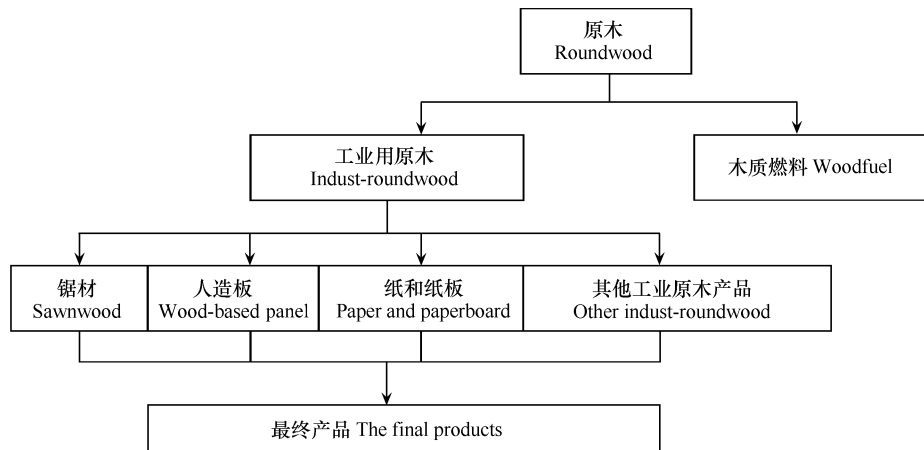 原木
Roundwood
工业用原木
Indust-roundwood
木质燃料 Woodfuel
锯材
Sawnwood
人造板
Wood-based panel
纸和纸板
Paper and paperboard
其他工业原木产品
Other indust-roundwood
最终产品 The final products